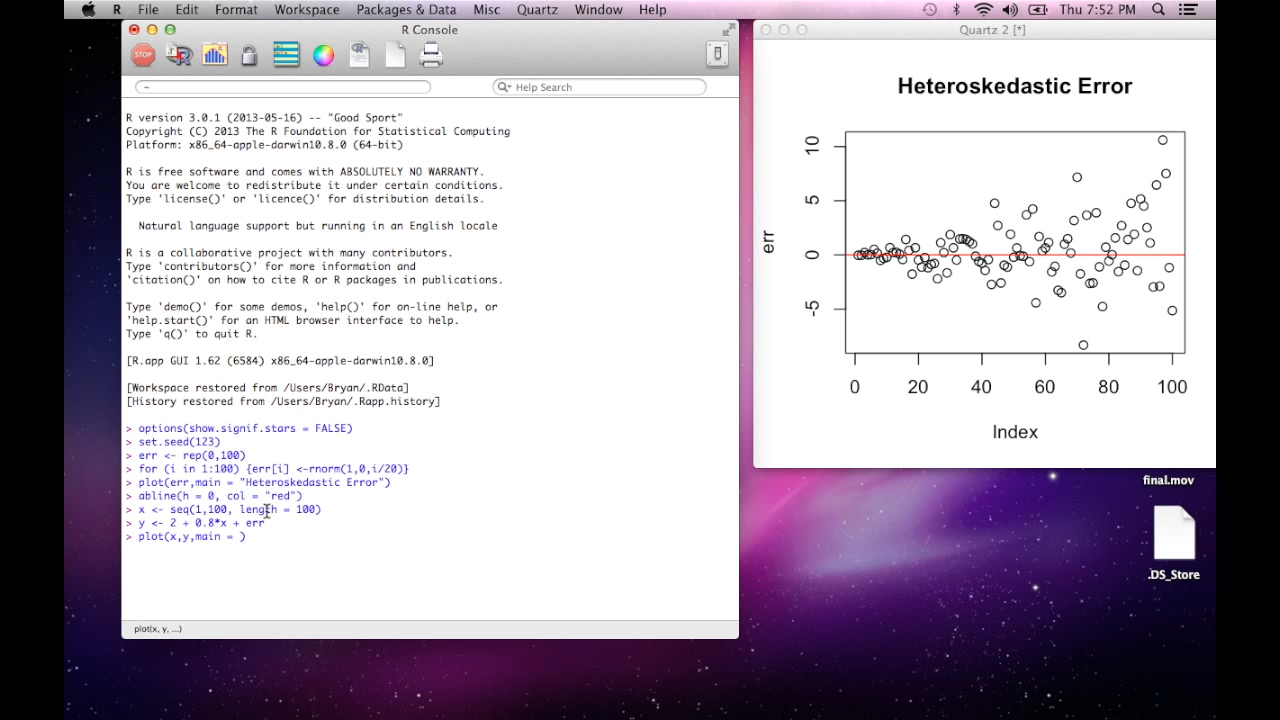 R File Edit Format Workspace Packages & Data Misc Quartz Window Help Thu 7:52 PM
R Console
STOP
~
Help Search
R version 3.0.1 (2013-05-16) -- "Good Sport"
Copyright (C) 2013 The R Foundation for Statistical Computing
Platform: x86_64-apple-darwin10.8.0 (64-bit)
R is free software and comes with ABSOLUTELY NO WARRANTY.
You are welcome to redistribute it under certain conditions.
Type 'license()' or 'licence()' for distribution details.
Natural language support but running in an English locale
R is a collaborative project with many contributors.
Type 'contributors()' for more information and
'citation()' on how to cite R or R packages in publications.
Type 'demo()' for some demos, 'help()' for on-line help, or
'help.start()' for an HTML browser interface to help.
Type 'q()' to quit R.
[R.app GUI 1.62 (6584) x86_64-apple-darwin10.8.0]
[Workspace restored from /Users/Bryan/.RData]
[History restored from /Users/Bryan/.Rapp.history]
> options(show.signif.stars = FALSE)
> set.seed(123)
> err <- rep(0,100)
> for (i in 1:100) {err[i] <-rnorm(1,0,i/20)}
> plot(err,main = "Heteroskedastic Error")
> abline(h = 0, col = "red")
> x <- seq(1,100, length = 100)
> y <- 2 + 0.8*x + err
> plot(x,y,main = )
plot(x, y, ...)
Quartz 2 [*]
Heteroskedastic Error
10
5
0
-5
err
0 20 40 60 80 100
Index
final.mov
.DS_Store